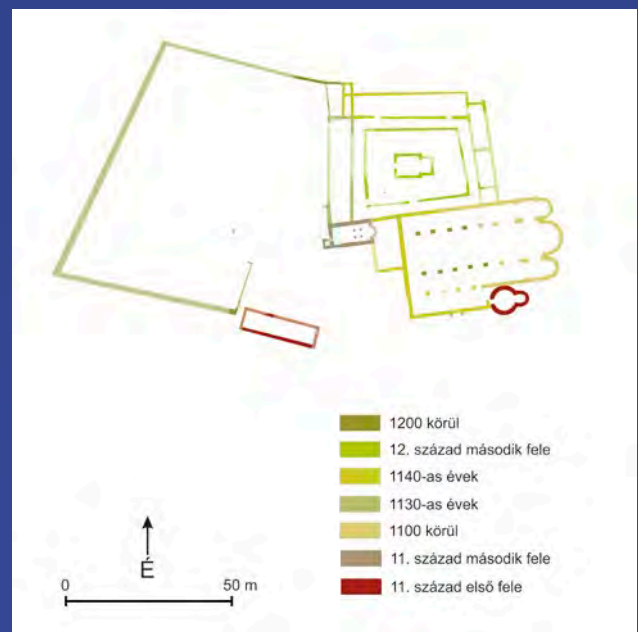 1200 körül
12. század második fele
1140-as évek
1130-as évek
1100 körül
11. század második fele
11. század első fele
É
0 50 m